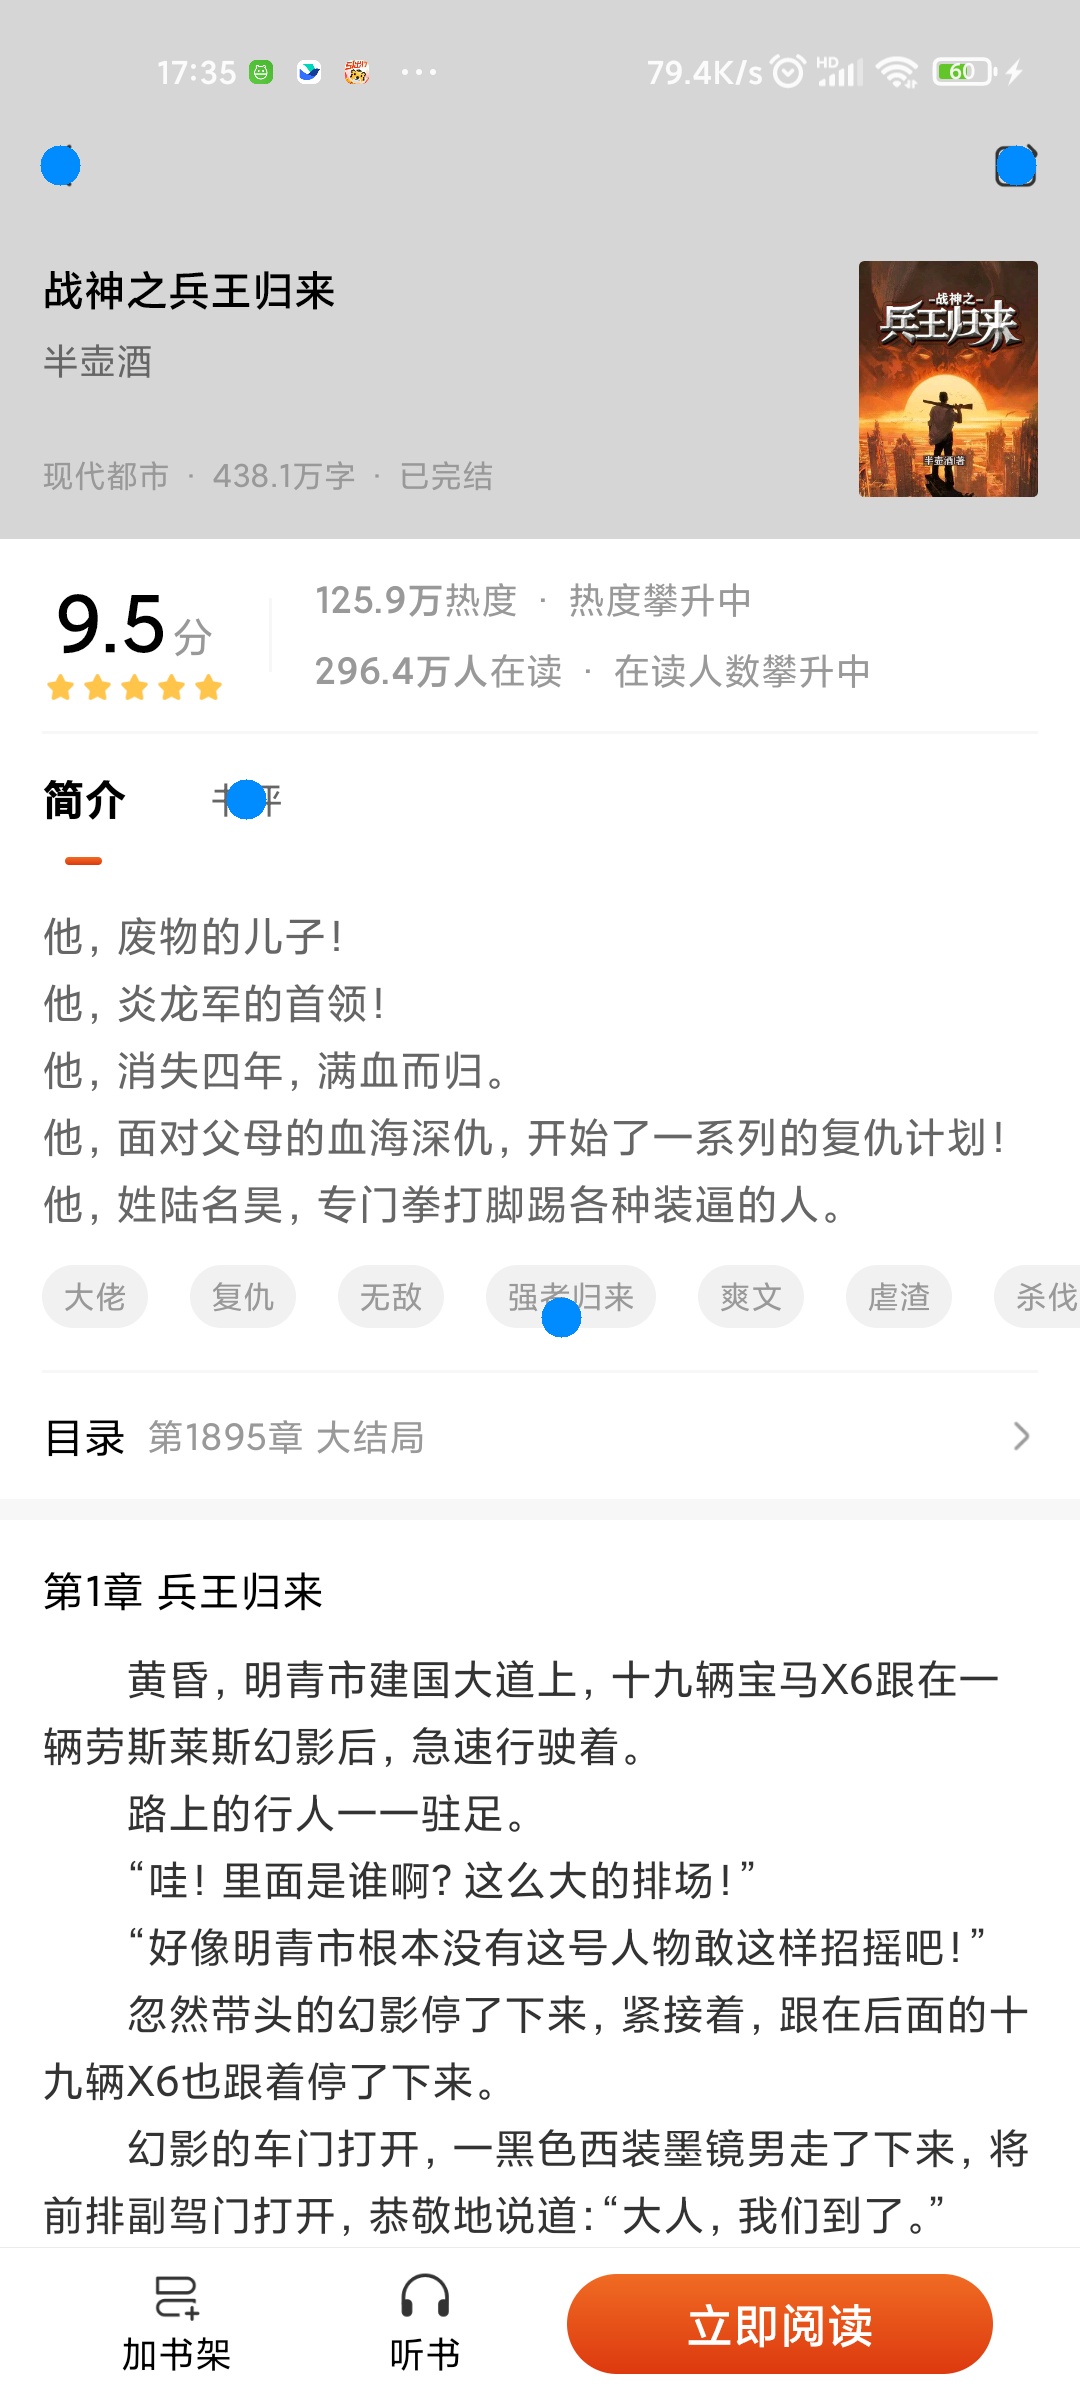 17:35
79.4K/s HD 60
战神之兵王归来
半壶酒
现代都市 · 438.1万字 · 已完结
-战神之-
兵王归来
半壶酒 著
9.5分
125.9万热度 · 热度攀升中
296.4万人在读 · 在读人数攀升中
简介
他，废物的儿子！
他，炎龙军的首领！
他，消失四年，满血而归。
他，面对父母的血海深仇，开始了一系列的复仇计划！
他，姓陆名昊，专门拳打脚踢各种装逼的人。
大佬 复仇 无敌 强者归来 爽文 虐渣 杀伐
目录 第1895章 大结局
第1章 兵王归来
黄昏，明青市建国大道上，十九辆宝马X6跟在一
辆劳斯莱斯幻影后，急速行驶着。
路上的行人一一驻足。
“哇！里面是谁啊？这么大的排场！”
“好像明青市根本没有这号人物敢这样招摇吧！”
忽然带头的幻影停了下来，紧接着，跟在后面的十
九辆X6也跟着停了下来。
幻影的车门打开，一黑色西装墨镜男走了下来，将
前排副驾门打开，恭敬地说道：“大人，我们到了。”
加书架
听书
立即阅读